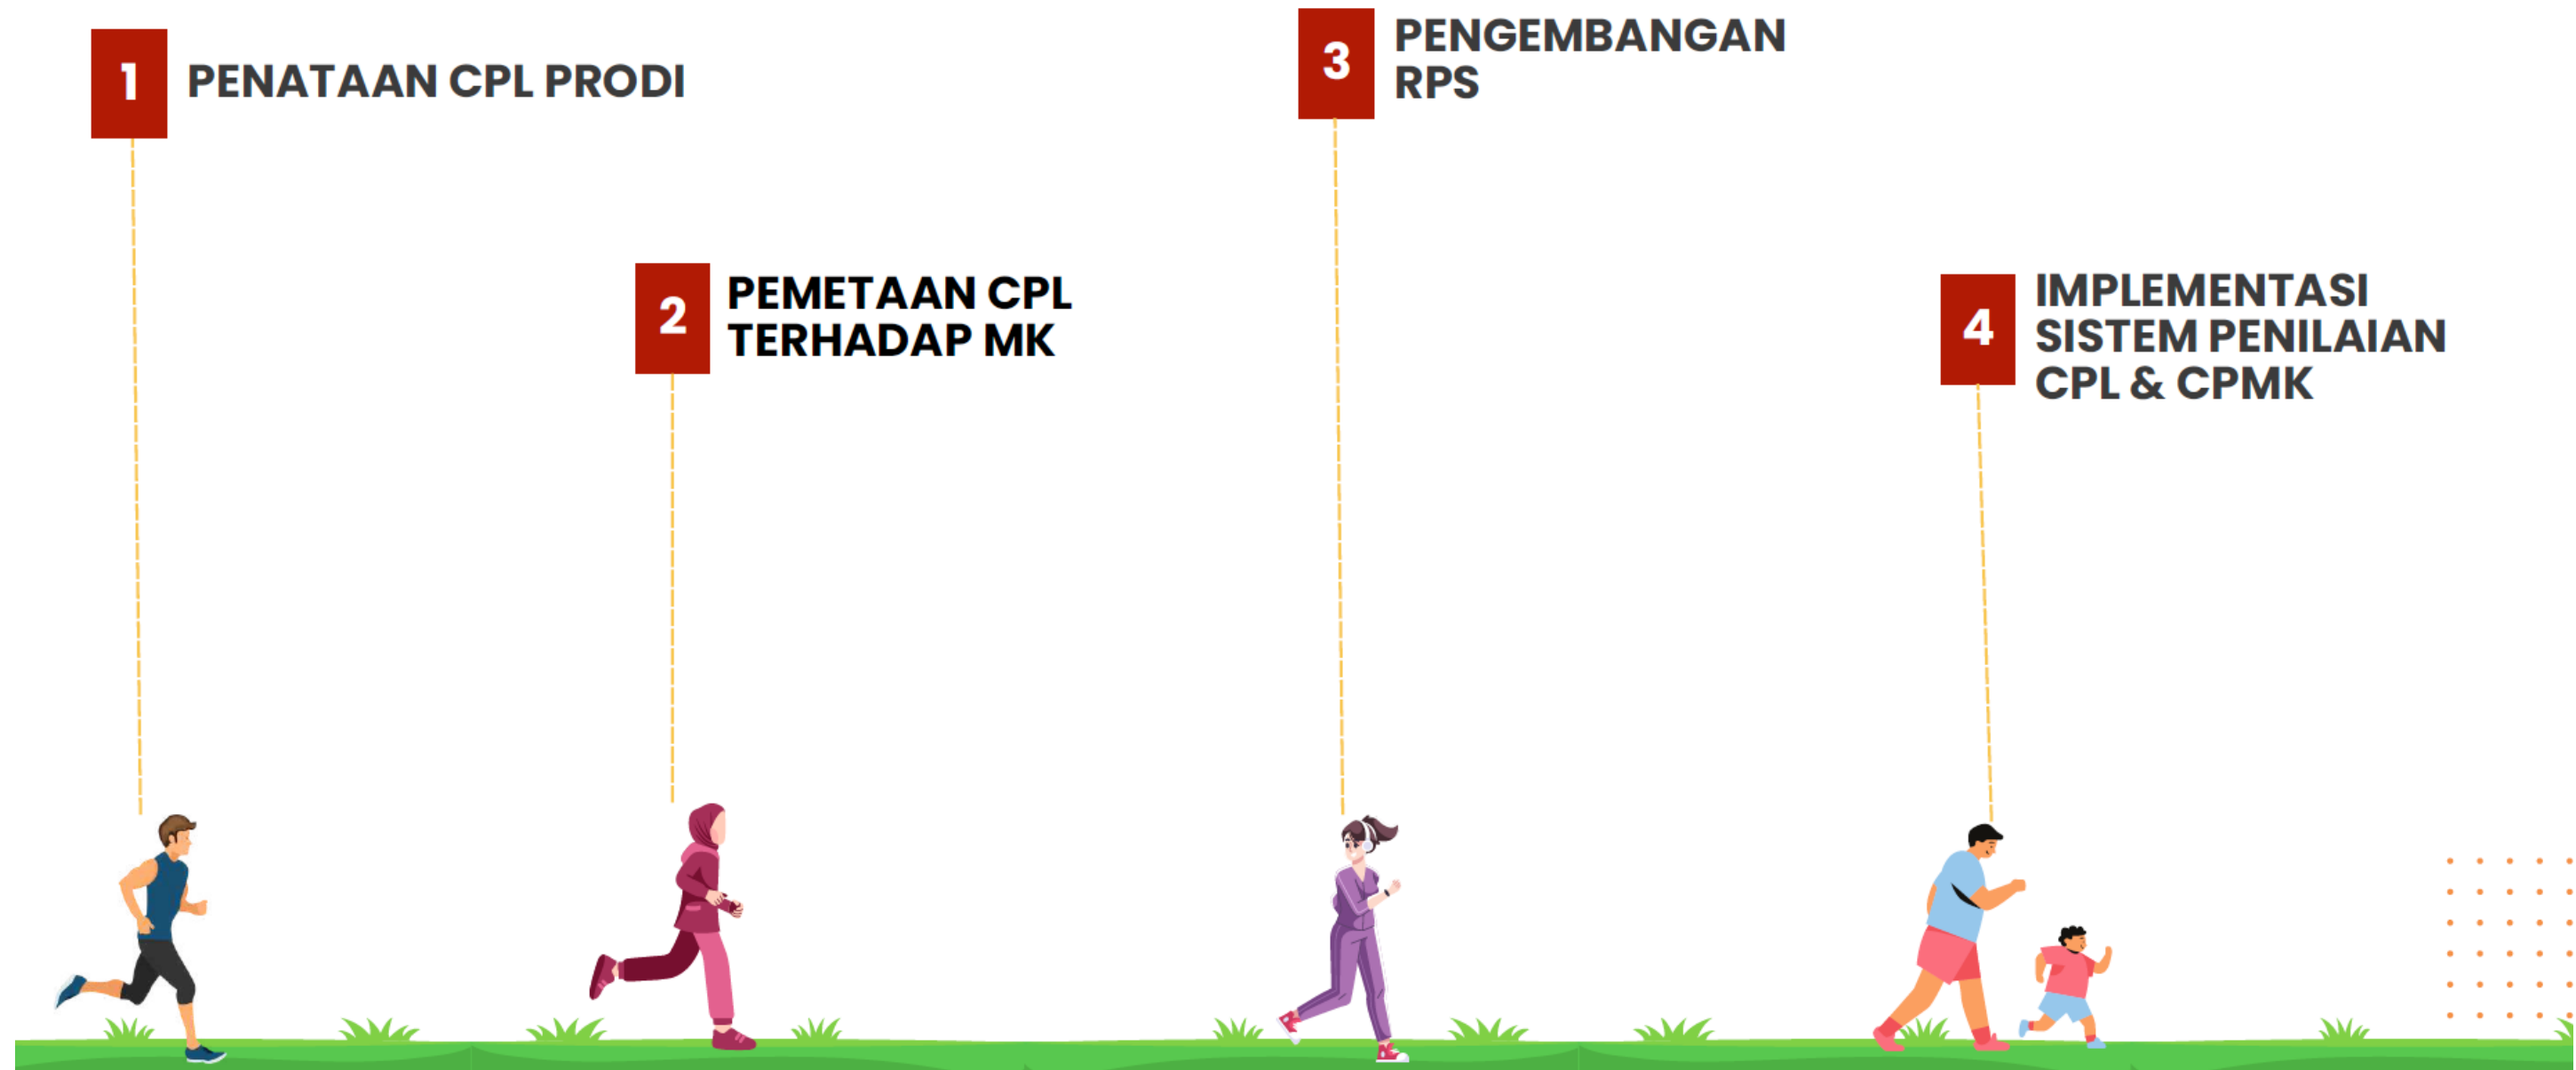 1
PENATAAN CPL PRODI
2
PEMETAAN CPL
TERHADAP MK
3
PENGEMBANGAN
RPS
4
IMPLEMENTASI
SISTEM PENILAIAN
CPL & CPMK